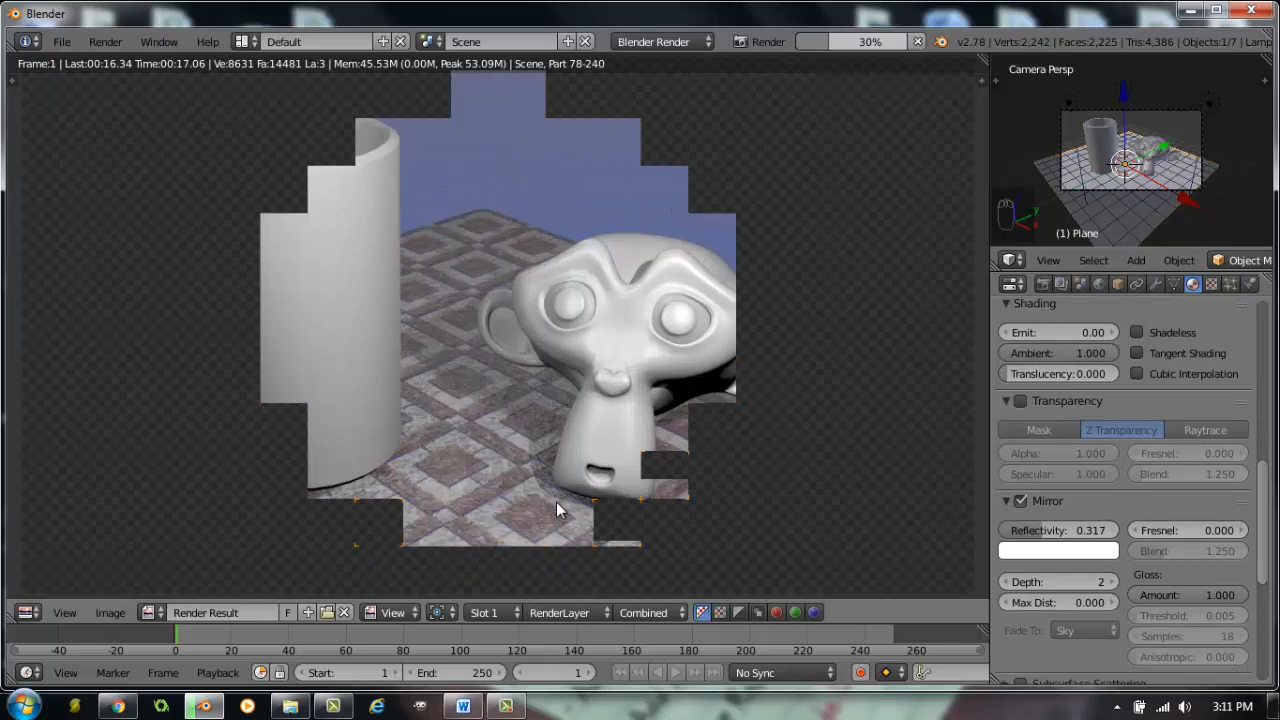 Blender
File Render Window Help Default Scene Blender Render Render 30% v2.78 | Verts:2,242 | Faces:2,225 | Tris:4,386 | Objects:1/7 | Lamp
Frame:1 | Last:00:16.34 Time:00:17.06 | Ve:8631 Fa:14481 La:3 | Mem:45.53M (0.00M, Peak 53.09M) | Scene, Part 78-240
Camera Persp
y
x
(1) Plane
View Select Add Object Object M
Shading
Emit: 0.00 Shadeless
Ambient: 1.000 Tangent Shading
Translucency: 0.000 Cubic Interpolation
Transparency
Mask Z Transparency Raytrace
Alpha: 1.000 Fresnel: 0.000
Specular: 1.000 Blend: 1.250
Mirror
Reflectivity: 0.317 Fresnel: 0.000
Blend: 1.250
Depth: 2 Gloss:
Max Dist: 0.000 Amount: 1.000
Threshold: 0.005
Fade To: Sky Samples: 18
Anisotropic: 0.000
View Image Render Result F View Slot 1 RenderLayer Combined
-40 -20 0 20 40 60 80 100 120 140 160 180 200 220 240 260
View Marker Frame Playback Start: 1 End: 250 1 No Sync
3:11 PM